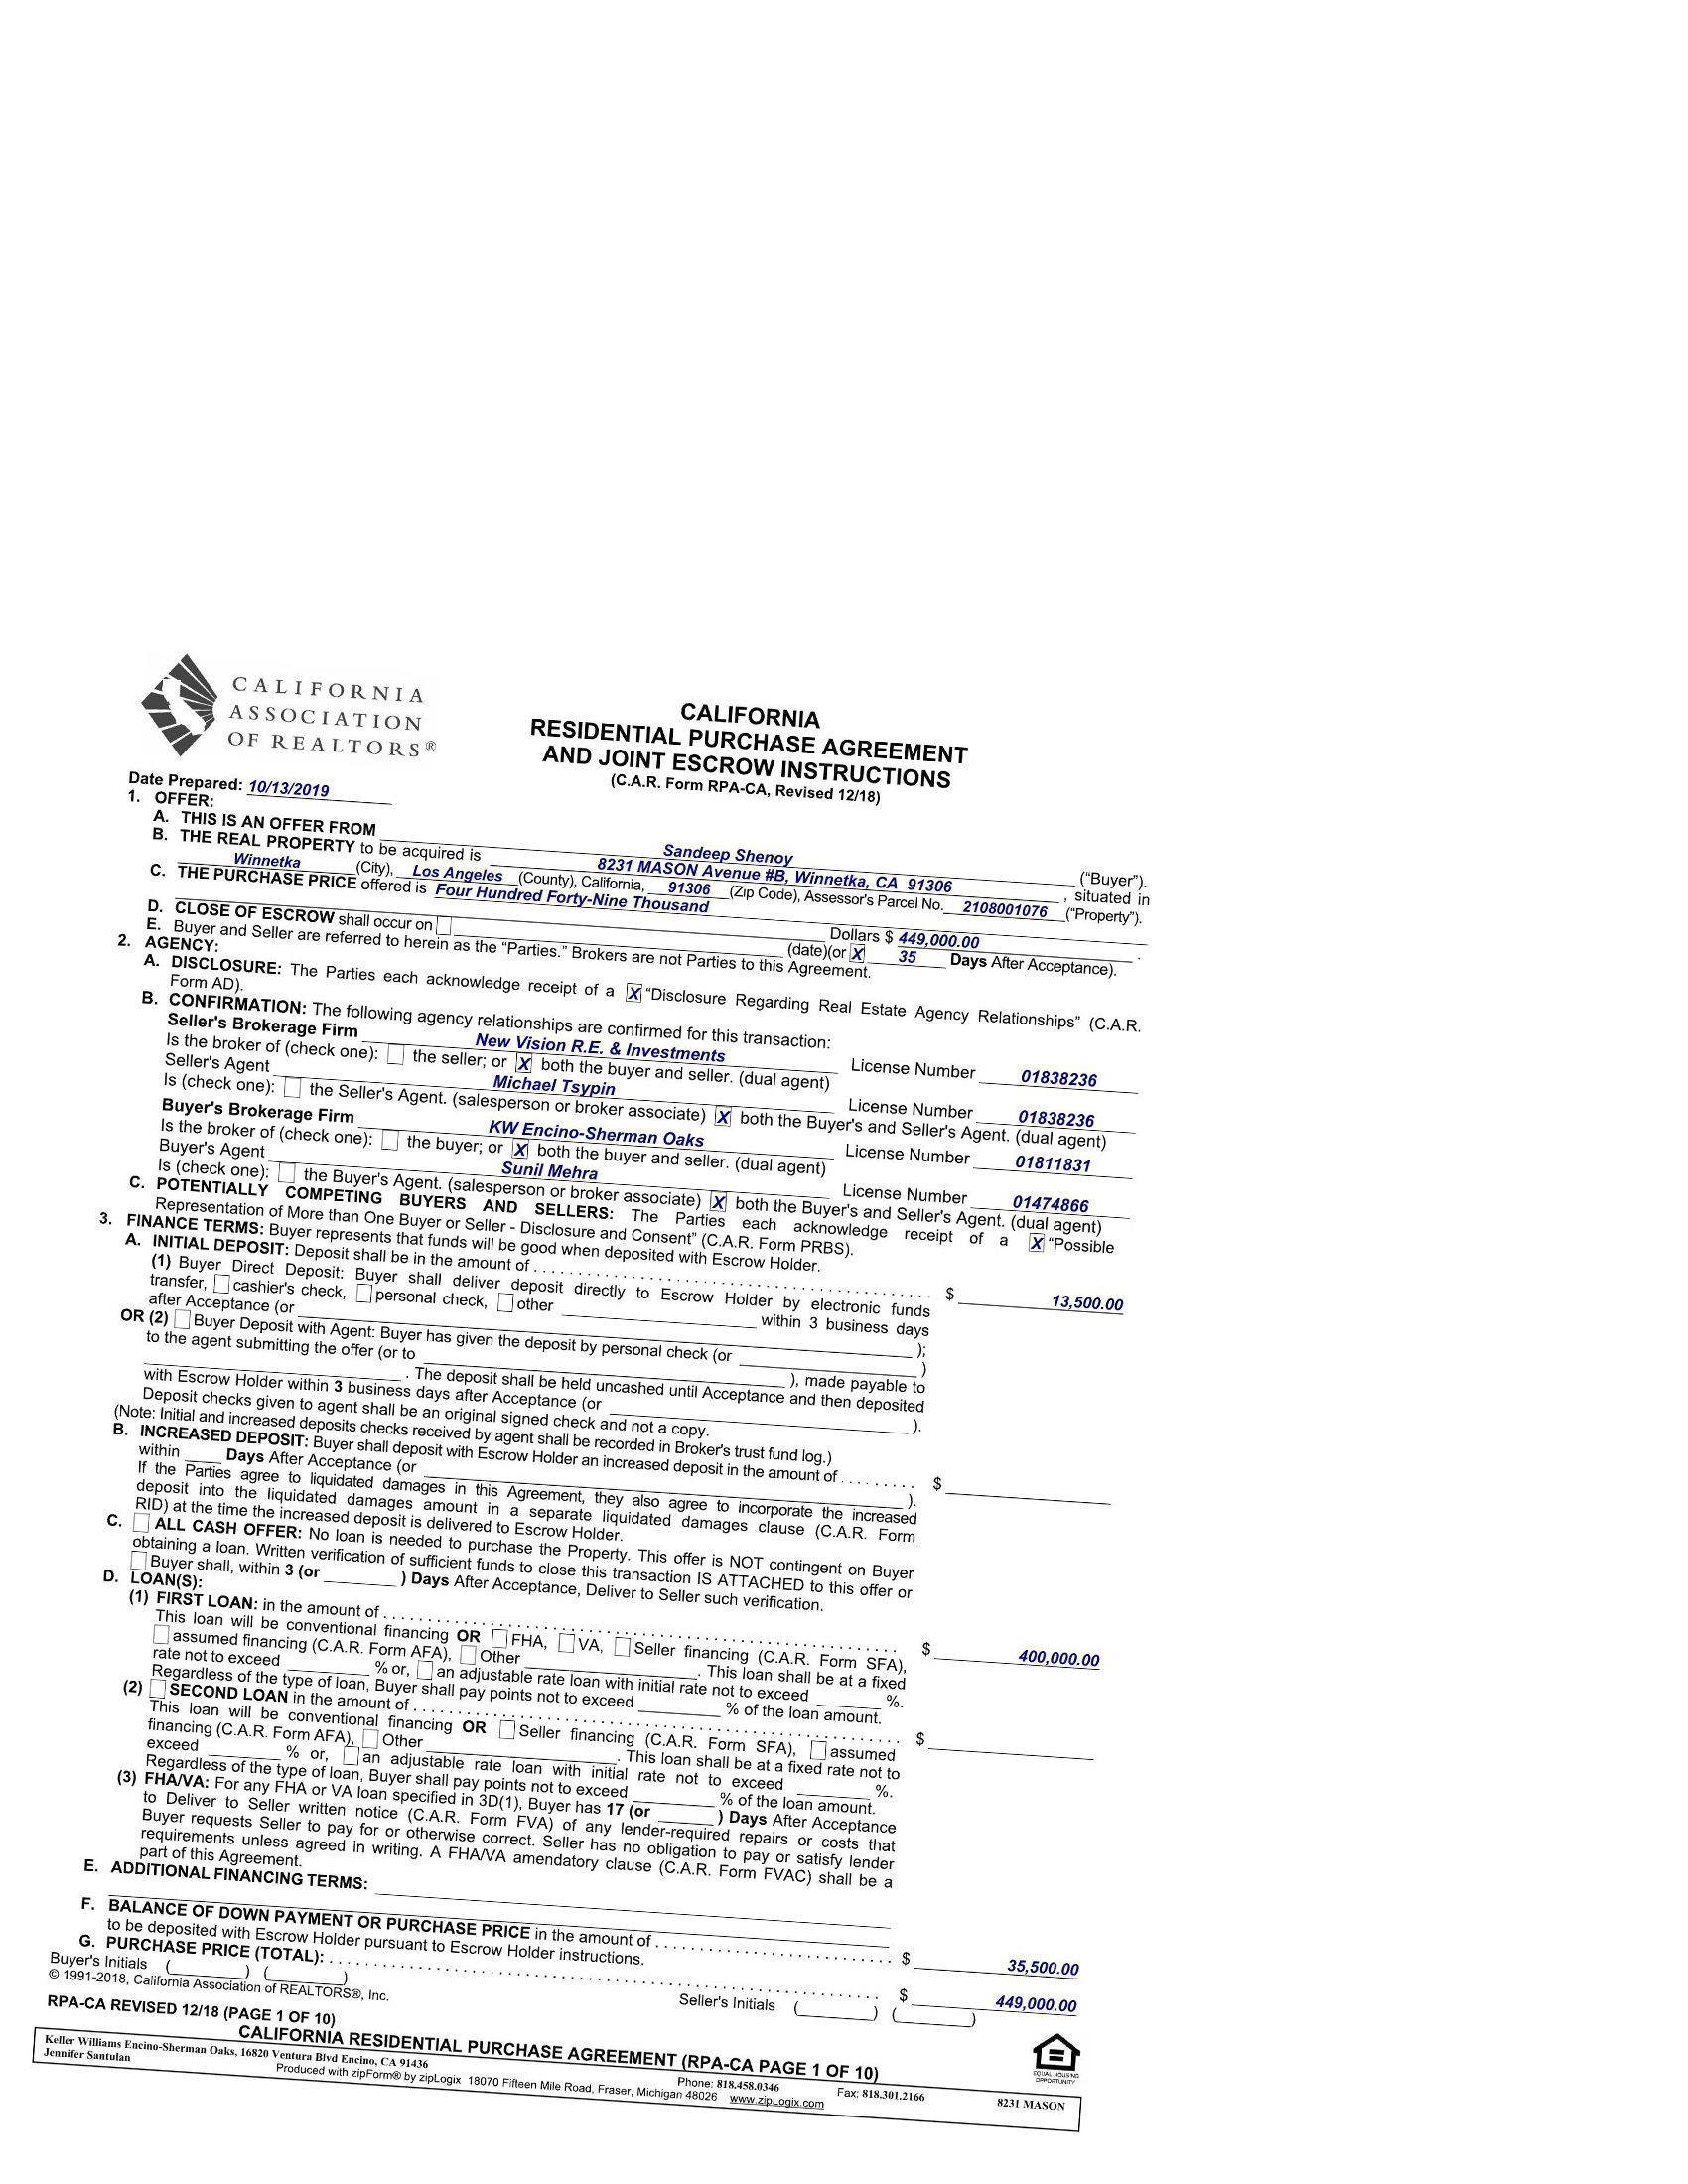 CALIFORNIA
ASSOCIATION
OF REALTORS®
CALIFORNIA
RESIDENTIAL PURCHASE AGREEMENT
AND JOINT ESCROW INSTRUCTIONS
(C.A.R. Form RPA-CA, Revised 12/18)
Date Prepared: 10/13/2019
1. OFFER:
A. THIS IS AN OFFER FROM Sandeep Shenoy ("Buyer").
B. THE REAL PROPERTY to be acquired is 8231 MASON Avenue #B, Winnetka, CA 91306 , situated in
Winnetka (City), Los Angeles (County), California, 91306 (Zip Code), Assessor's Parcel No. 2108001076 ("Property").
C. THE PURCHASE PRICE offered is Four Hundred Forty-Nine Thousand
Dollars $ 449,000.00 .
D. CLOSE OF ESCROW shall occur on ☐ (date)(or ☒ 35 Days After Acceptance).
E. Buyer and Seller are referred to herein as the "Parties." Brokers are not Parties to this Agreement.
2. AGENCY:
A. DISCLOSURE: The Parties each acknowledge receipt of a ☒ "Disclosure Regarding Real Estate Agency Relationships" (C.A.R.
Form AD).
B. CONFIRMATION: The following agency relationships are confirmed for this transaction:
Seller's Brokerage Firm New Vision R.E. & Investments License Number 01838236
Is the broker of (check one): ☐ the seller; or ☒ both the buyer and seller. (dual agent)
Seller's Agent Michael Tsypin License Number 01838236
Is (check one): ☐ the Seller's Agent. (salesperson or broker associate) ☒ both the Buyer's and Seller's Agent. (dual agent)
Buyer's Brokerage Firm KW Encino-Sherman Oaks License Number 01811831
Is the broker of (check one): ☐ the buyer; or ☒ both the buyer and seller. (dual agent)
Buyer's Agent Sunil Mehra License Number 01474866
Is (check one): ☐ the Buyer's Agent. (salesperson or broker associate) ☒ both the Buyer's and Seller's Agent. (dual agent)
C. POTENTIALLY COMPETING BUYERS AND SELLERS: The Parties each acknowledge receipt of a ☒ "Possible
Representation of More than One Buyer or Seller - Disclosure and Consent" (C.A.R. Form PRBS).
3. FINANCE TERMS: Buyer represents that funds will be good when deposited with Escrow Holder.
A. INITIAL DEPOSIT: Deposit shall be in the amount of . . . $ 13,500.00
(1) Buyer Direct Deposit: Buyer shall deliver deposit directly to Escrow Holder by electronic funds
transfer, ☐ cashier's check, ☐ personal check, ☐ other within 3 business days
after Acceptance (or );
OR (2) ☐ Buyer Deposit with Agent: Buyer has given the deposit by personal check (or )
to the agent submitting the offer (or to ), made payable to
. The deposit shall be held uncashed until Acceptance and then deposited
with Escrow Holder within 3 business days after Acceptance (or ).
Deposit checks given to agent shall be an original signed check and not a copy.
(Note: Initial and increased deposits checks received by agent shall be recorded in Broker's trust fund log.)
B. INCREASED DEPOSIT: Buyer shall deposit with Escrow Holder an increased deposit in the amount of . . . $
within ____ Days After Acceptance (or ).
If the Parties agree to liquidated damages in this Agreement, they also agree to incorporate the increased
deposit into the liquidated damages amount in a separate liquidated damages clause (C.A.R. Form
RID) at the time the increased deposit is delivered to Escrow Holder.
C. ☐ ALL CASH OFFER: No loan is needed to purchase the Property. This offer is NOT contingent on Buyer
obtaining a loan. Written verification of sufficient funds to close this transaction IS ATTACHED to this offer or
☐ Buyer shall, within 3 (or ____ ) Days After Acceptance, Deliver to Seller such verification.
D. LOAN(S):
(1) FIRST LOAN: in the amount of . . . $ 400,000.00
This loan will be conventional financing OR ☐ FHA, ☐ VA, ☐ Seller financing (C.A.R. Form SFA),
☐ assumed financing (C.A.R. Form AFA), ☐ Other . This loan shall be at a fixed
rate not to exceed ____ % or, ☐ an adjustable rate loan with initial rate not to exceed ____ %.
Regardless of the type of loan, Buyer shall pay points not to exceed ____ % of the loan amount.
(2) ☐ SECOND LOAN in the amount of . . . $
This loan will be conventional financing OR ☐ Seller financing (C.A.R. Form SFA), ☐ assumed
financing (C.A.R. Form AFA), ☐ Other . This loan shall be at a fixed rate not to
exceed ____ % or, ☐ an adjustable rate loan with initial rate not to exceed ____ %.
Regardless of the type of loan, Buyer shall pay points not to exceed ____ % of the loan amount.
(3) FHA/VA: For any FHA or VA loan specified in 3D(1), Buyer has 17 (or ____ ) Days After Acceptance
to Deliver to Seller written notice (C.A.R. Form FVA) of any lender-required repairs or costs that
Buyer requests Seller to pay for or otherwise correct. Seller has no obligation to pay or satisfy lender
requirements unless agreed in writing. A FHA/VA amendatory clause (C.A.R. Form FVAC) shall be a
part of this Agreement.
E. ADDITIONAL FINANCING TERMS:
F. BALANCE OF DOWN PAYMENT OR PURCHASE PRICE in the amount of . . . $ 35,500.00
to be deposited with Escrow Holder pursuant to Escrow Holder instructions.
G. PURCHASE PRICE (TOTAL): . . . $ 449,000.00
Buyer's Initials (____) (____) Seller's Initials (____) (____)
© 1991-2018, California Association of REALTORS®, Inc.
RPA-CA REVISED 12/18 (PAGE 1 OF 10)
CALIFORNIA RESIDENTIAL PURCHASE AGREEMENT (RPA-CA PAGE 1 OF 10)
EQUAL HOUSING
OPPORTUNITY
Keller Williams Encino-Sherman Oaks, 16820 Ventura Blvd Encino, CA 91436 Phone: 818.458.0346 Fax: 818.301.2166 8231 MASON
Jennifer Santulan Produced with zipForm® by zipLogix 18070 Fifteen Mile Road, Fraser, Michigan 48026 www.zipLogix.com